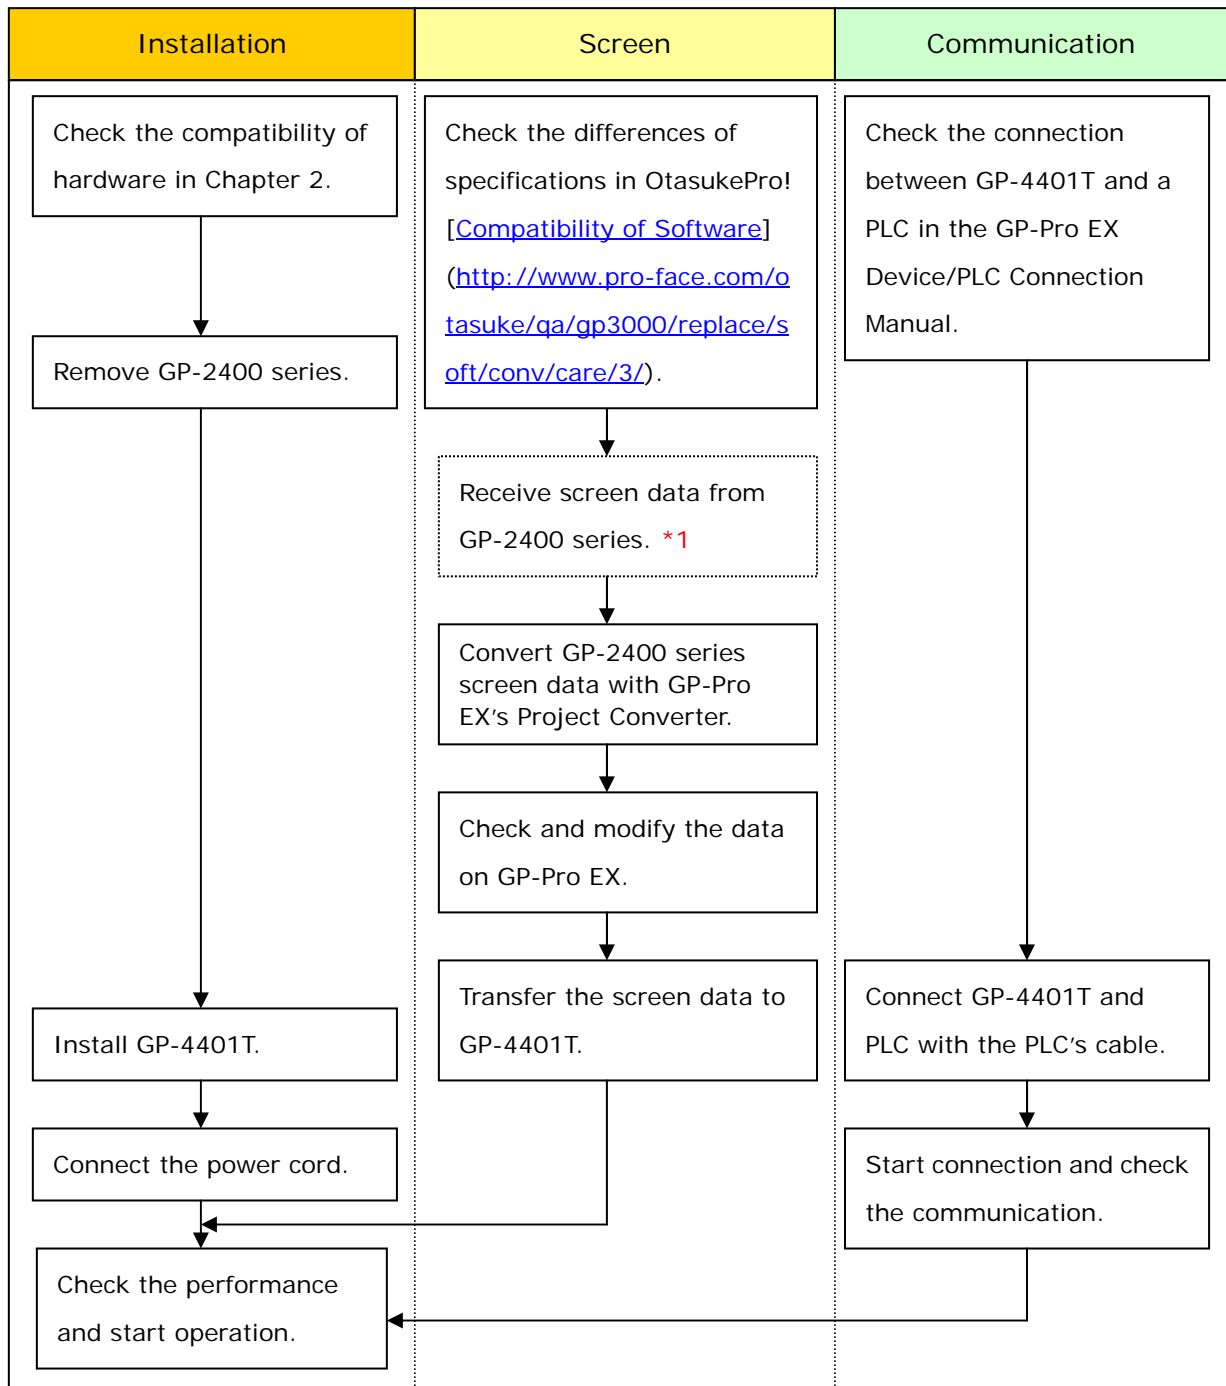 Installation
Screen
Communication
Check the compatibility of
hardware in Chapter 2.
Remove GP-2400 series.
Install GP-4401T.
Connect the power cord.
Check the performance
and start operation.
Check the differences of
specifications in OtasukePro!
[Compatibility of Software]
(http://www.pro-face.com/o
tasuke/qa/gp3000/replace/s
oft/conv/care/3/).
Receive screen data from
GP-2400 series. *1
Convert GP-2400 series
screen data with GP-Pro
EX’s Project Converter.
Check and modify the data
on GP-Pro EX.
Transfer the screen data to
GP-4401T.
Check the connection
between GP-4401T and a
PLC in the GP-Pro EX
Device/PLC Connection
Manual.
Connect GP-4401T and
PLC with the PLC’s cable.
Start connection and check
the communication.